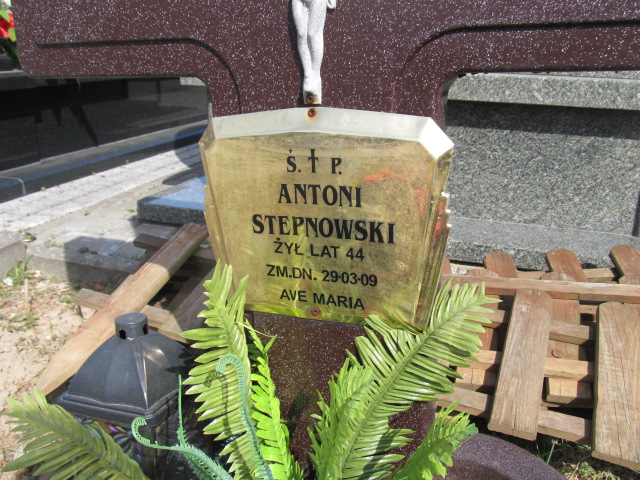 Ś. † P.
ANTONI
STEPNOWSKI
ŻYŁ LAT 44
ZM.DN. 29-03-09
AVE MARIA